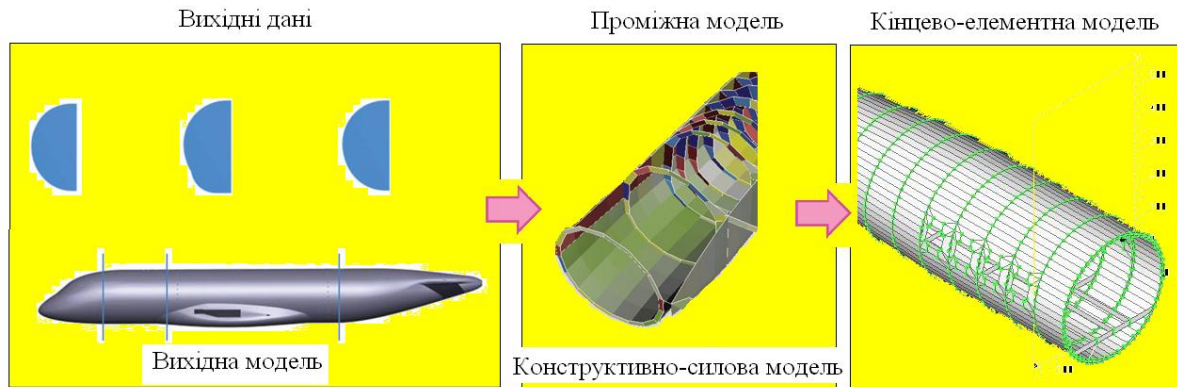 Вихідні дані
Проміжна модель
Кінцево-елементна модель
Вихідна модель
Конструктивно-силова модель